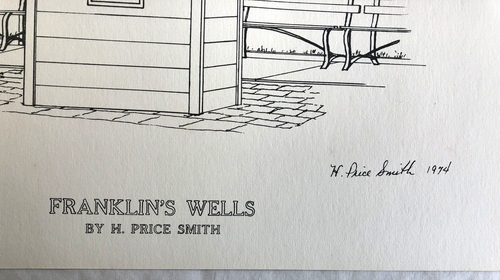 H. Price Smith 1974
FRANKLIN'S WELLS
BY H. PRICE SMITH